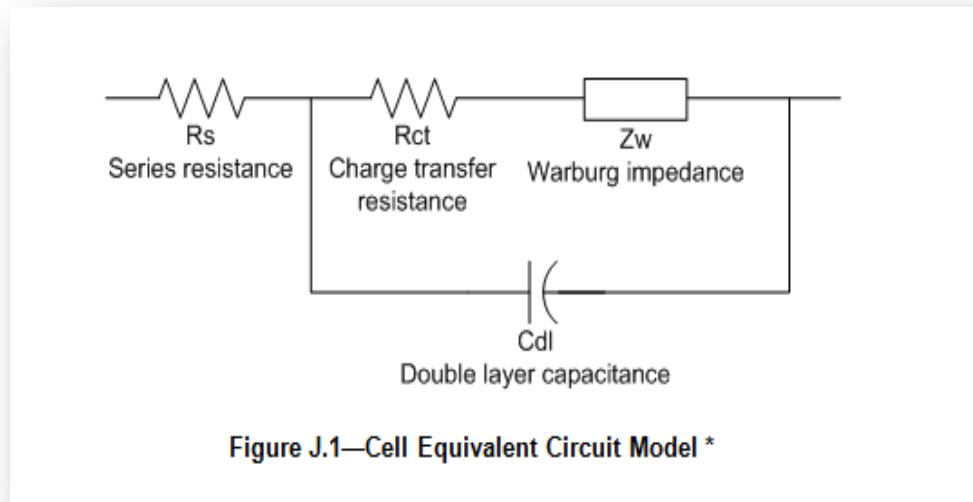 Rs
Series resistance
Rct
Charge transfer
resistance
Zw
Warburg impedance
Cdl
Double layer capacitance
Figure J.1—Cell Equivalent Circuit Model *